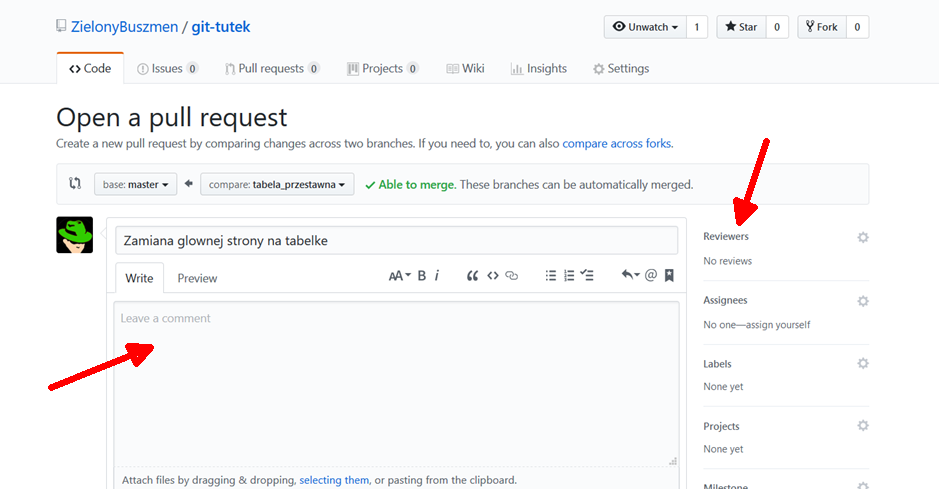 ZielonyBuszmen / git-tutek
Unwatch 1 Star 0 Fork 0
Code Issues 0 Pull requests 0 Projects 0 Wiki Insights Settings
Open a pull request
Create a new pull request by comparing changes across two branches. If you need to, you can also compare across forks.
base: master compare: tabela_przestawna Able to merge. These branches can be automatically merged.
Zamiana glownej strony na tabelke
Write Preview AA B i @
Leave a comment
Attach files by dragging & dropping, selecting them, or pasting from the clipboard.
Reviewers
No reviews
Assignees
No one—assign yourself
Labels
None yet
Projects
None yet
Milestone